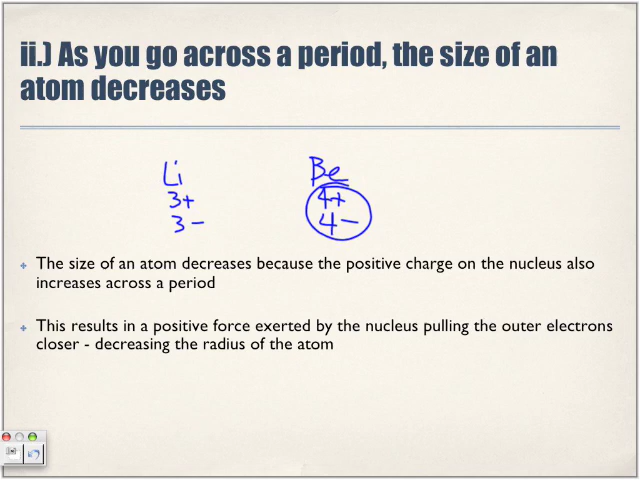 ii.) As you go across a period, the size of an
atom decreases
Li Be
3+ 4+
3- 4-
The size of an atom decreases because the positive charge on the nucleus also
increases across a period
This results in a positive force exerted by the nucleus pulling the outer electrons
closer - decreasing the radius of the atom